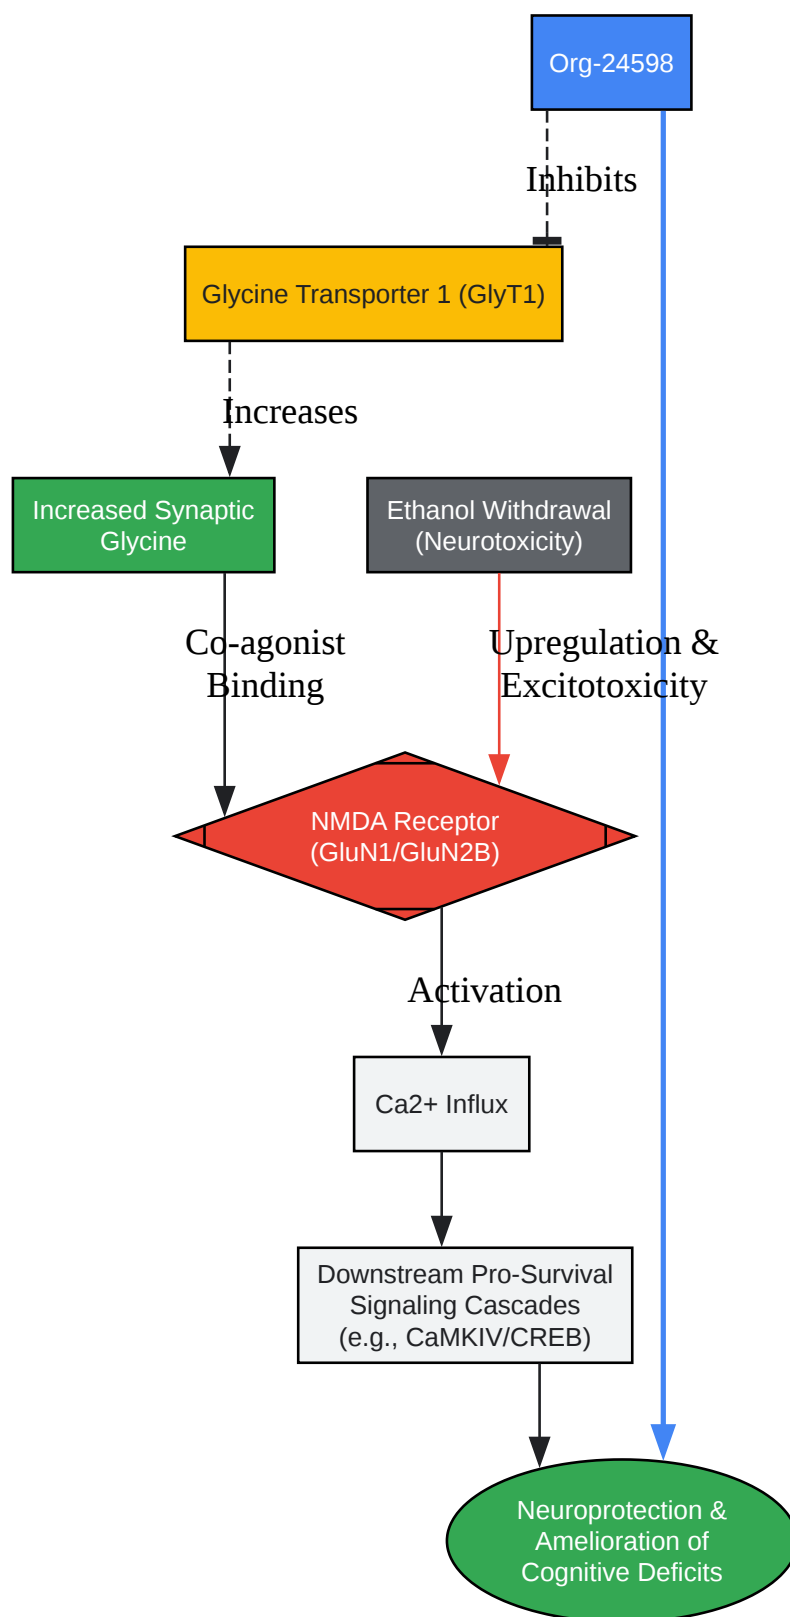 Org-24598
Inhibits
Glycine Transporter 1 (GlyT1)
Increases
Increased Synaptic
Glycine
Ethanol Withdrawal
(Neurotoxicity)
Co-agonist
Binding
Upregulation &
Excitotoxicity
NMDA Receptor
(GluN1/GluN2B)
Activation
Ca2+ Influx
Downstream Pro-Survival
Signaling Cascades
(e.g., CaMKIV/CREB)
Neuroprotection &
Amelioration of
Cognitive Deficits